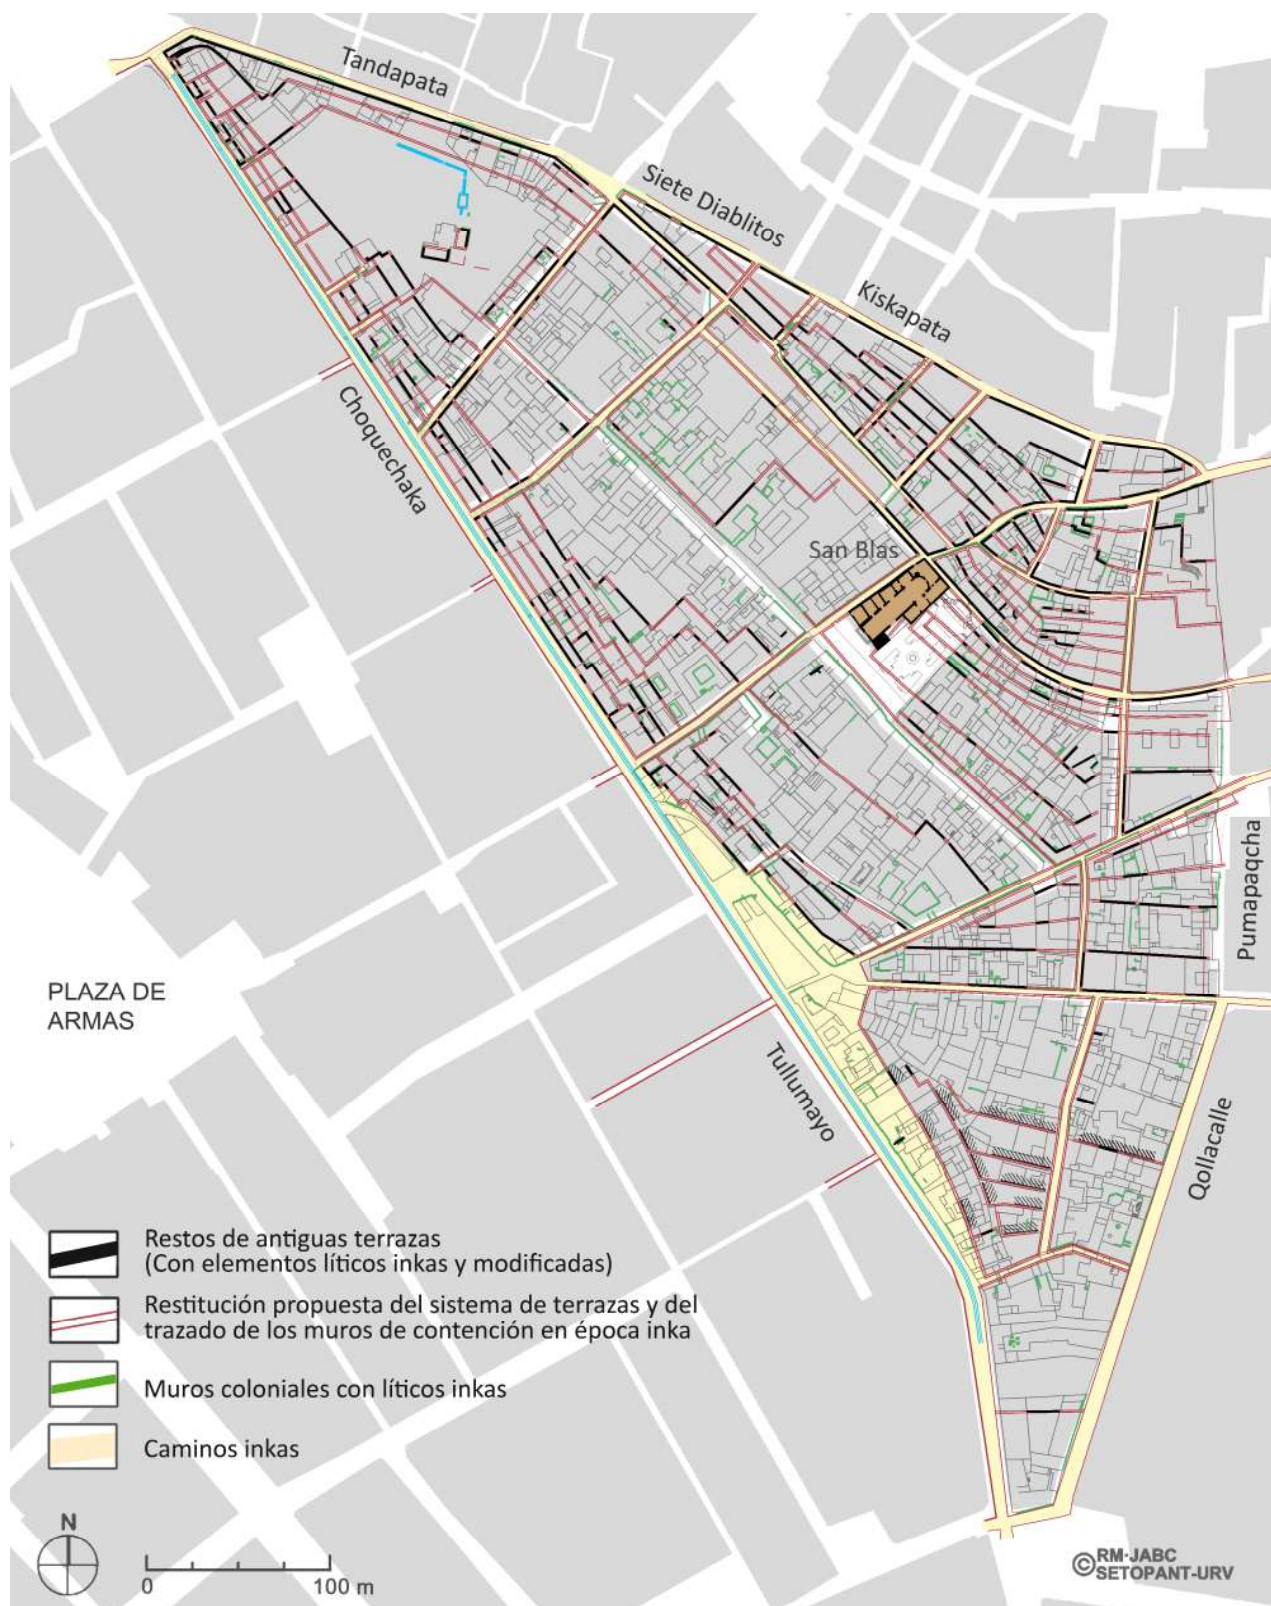 Tandapata
Siete Diablitos
Kiskapata
Choquechaka
San Blas
Pumapaqcha
PLAZA DE
ARMAS
Tullumayo
Qollacalle
Restos de antiguas terrazas
(Con elementos líticos inkas y modificadas)
Restitución propuesta del sistema de terrazas y del
trazado de los muros de contención en época inka
Muros coloniales con líticos inkas
Caminos inkas
N
0 100 m
©RM·JABC
SETOPANT-URV